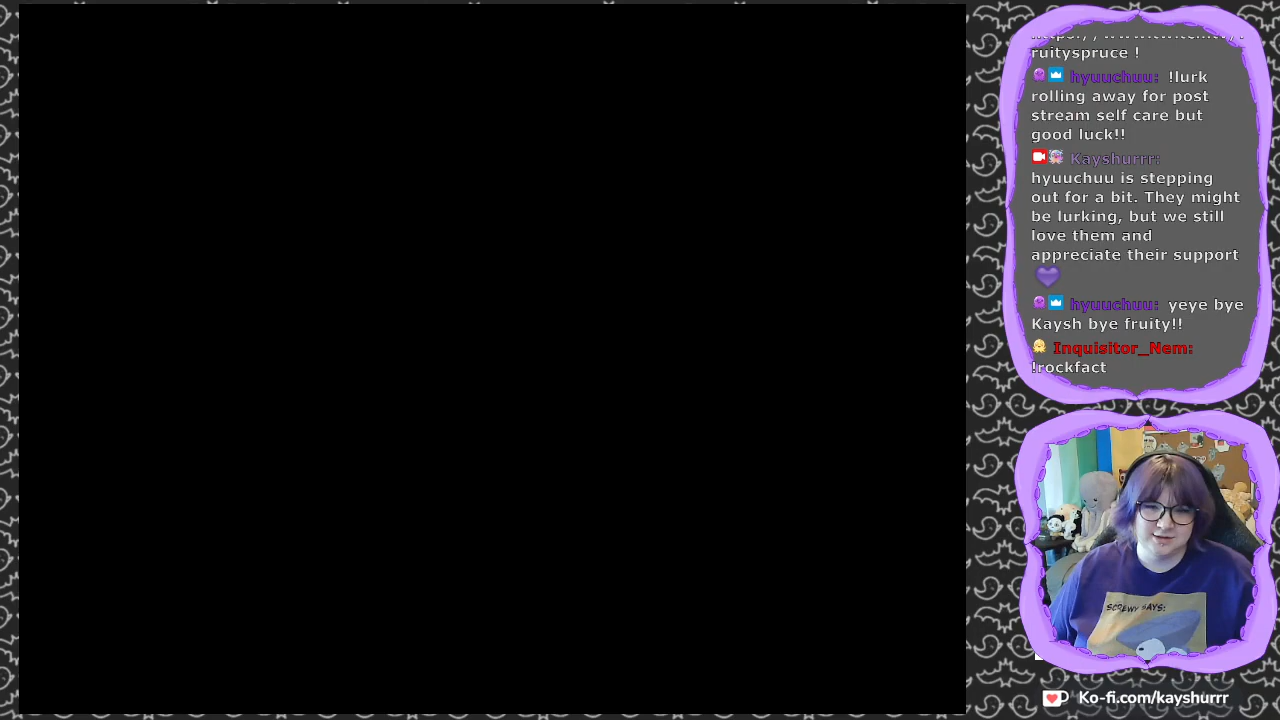 ruityspruce !
hyuuchuu: !lurk
rolling away for post
stream self care but
good luck!!
Kayshurrr:
hyuuchuu is stepping
out for a bit. They might
be lurking, but we still
love them and
appreciate their support
hyuuchuu: yeye bye
Kaysh bye fruity!!
Inquisitor_Nem:
!rockfact
SCREWY SAYS:
Ko-fi.com/kayshurrr